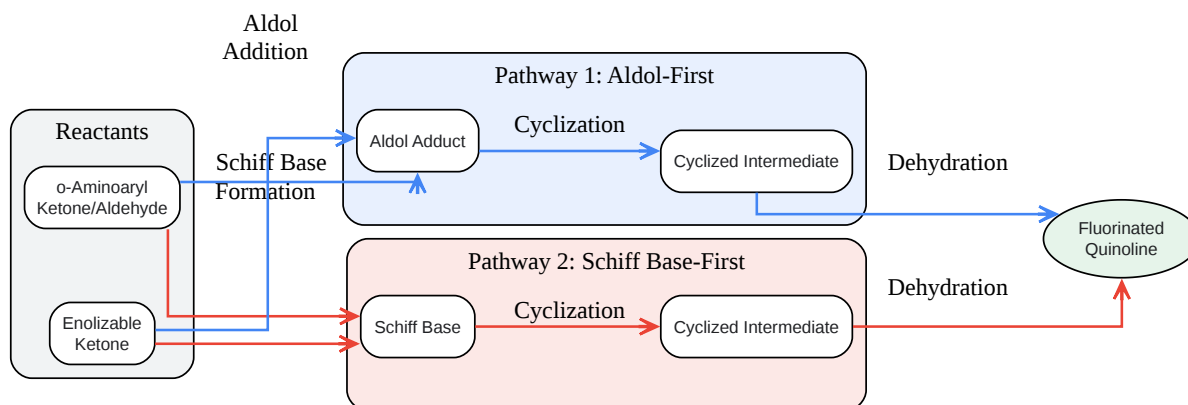 Aldol
Addition
Pathway 1: Aldol-First
Reactants
Aldol Adduct
Cyclization
Cyclized Intermediate
Dehydration
Schiff Base
Formation
o-Aminoaryl
Ketone/Aldehyde
Fluorinated
Quinoline
Pathway 2: Schiff Base-First
Enolizable
Ketone
Schiff Base
Cyclization
Cyclized Intermediate
Dehydration